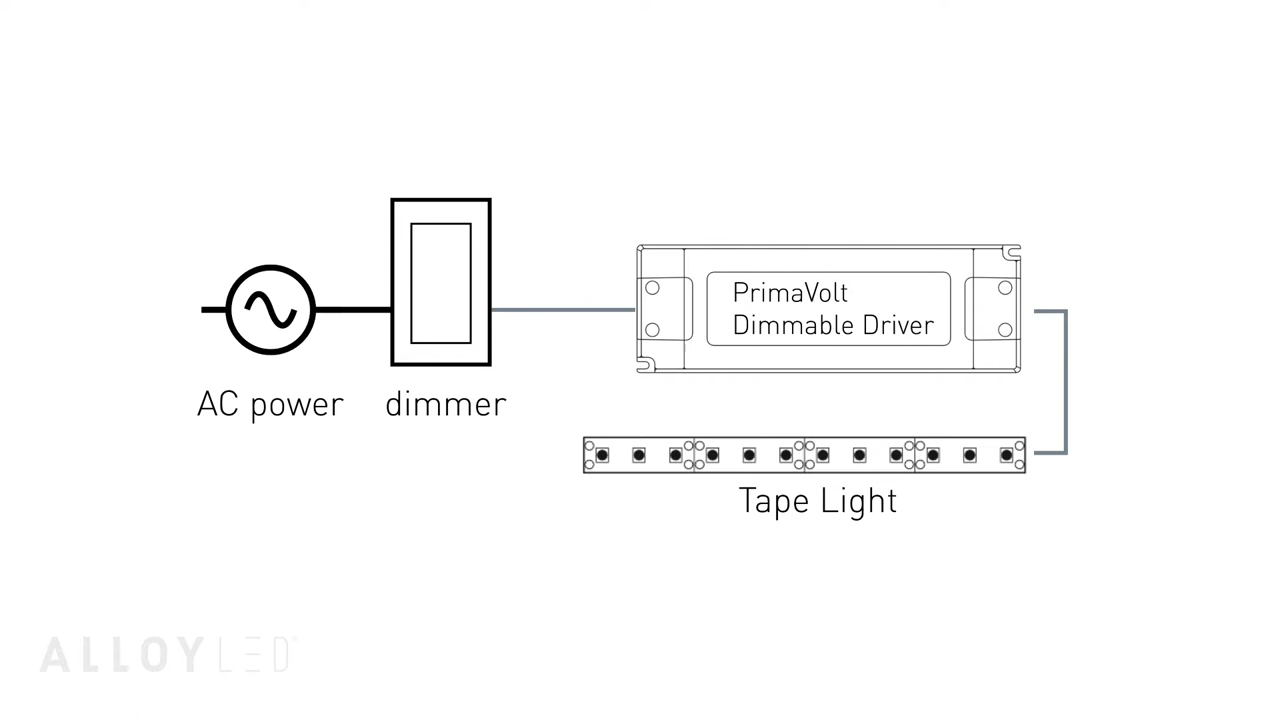 PrimaVolt
Dimmable Driver
AC power
dimmer
Tape Light
ALLOYLED®